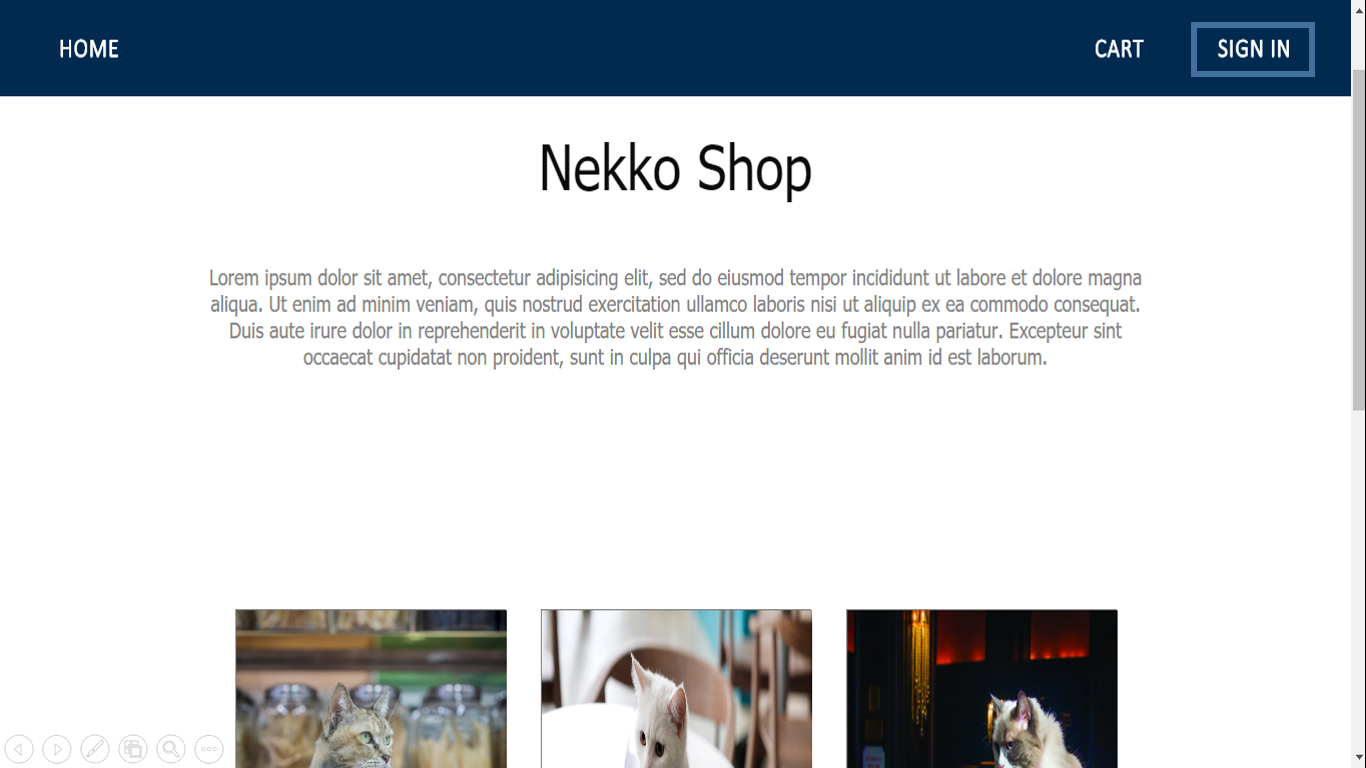 HOME
CART
SIGN IN
Nekko Shop
Lorem ipsum dolor sit amet, consectetur adipisicing elit, sed do eiusmod tempor incididunt ut labore et dolore magna
aliqua. Ut enim ad minim veniam, quis nostrud exercitation ullamco laboris nisi ut aliquip ex ea commodo consequat.
Duis aute irure dolor in reprehenderit in voluptate velit esse cillum dolore eu fugiat nulla pariatur. Excepteur sint
occaecat cupidatat non proident, sunt in culpa qui officia deserunt mollit anim id est laborum.